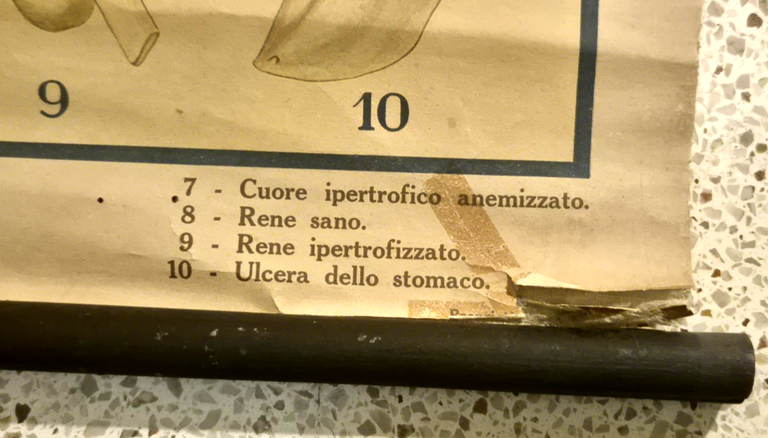 9 10
7 - Cuore ipertrofico anemizzato.
8 - Rene sano.
9 - Rene ipertrofizzato.
10 - Ulcera dello stomaco.